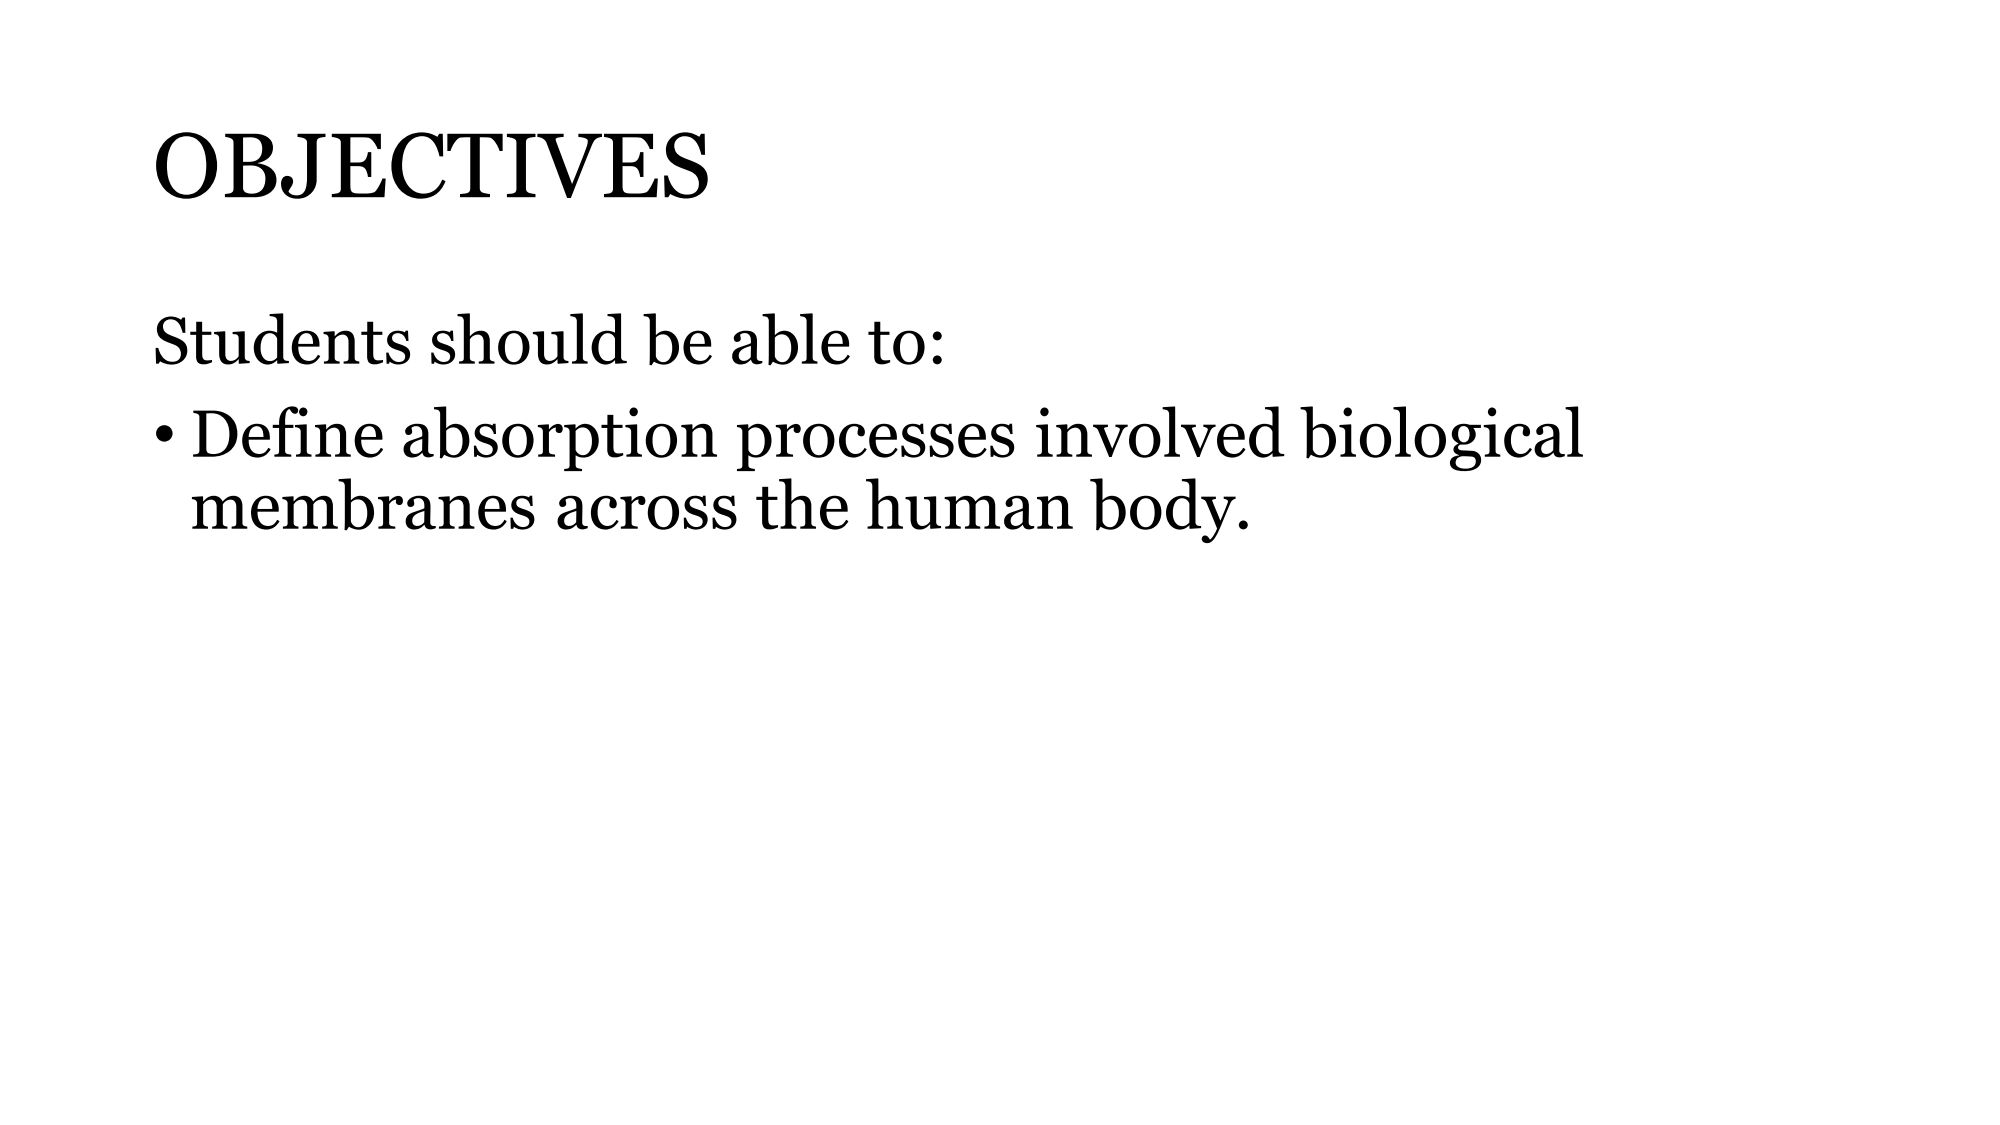 OBJECTIVES
Students should be able to:
• Define absorption processes involved biological
membranes across the human body.